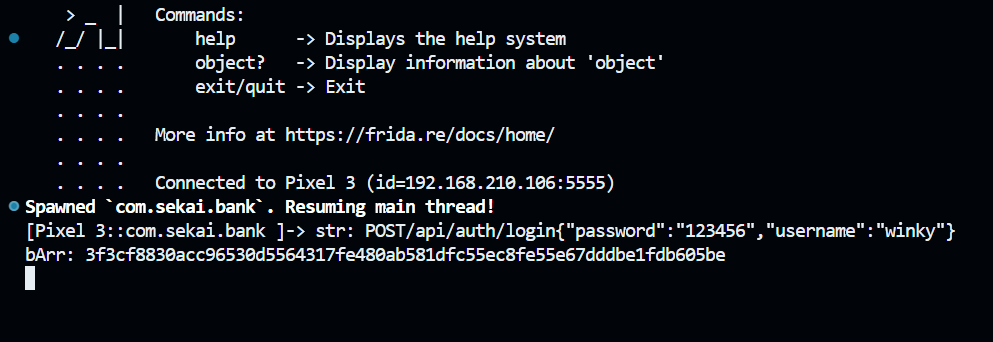 > _  |   Commands:
/_/ |_|       help      -> Displays the help system
. . . .       object?   -> Display information about 'object'
. . . .       exit/quit -> Exit
. . . .
. . . .   More info at https://frida.re/docs/home/
. . . .
. . . .   Connected to Pixel 3 (id=192.168.210.106:5555)
Spawned `com.sekai.bank`. Resuming main thread!
[Pixel 3::com.sekai.bank ]-> str: POST/api/auth/login{"password":"123456","username":"winky"}
bArr: 3f3cf8830acc96530d5564317fe480ab581dfc55ec8fe55e67dddbe1fdb605be